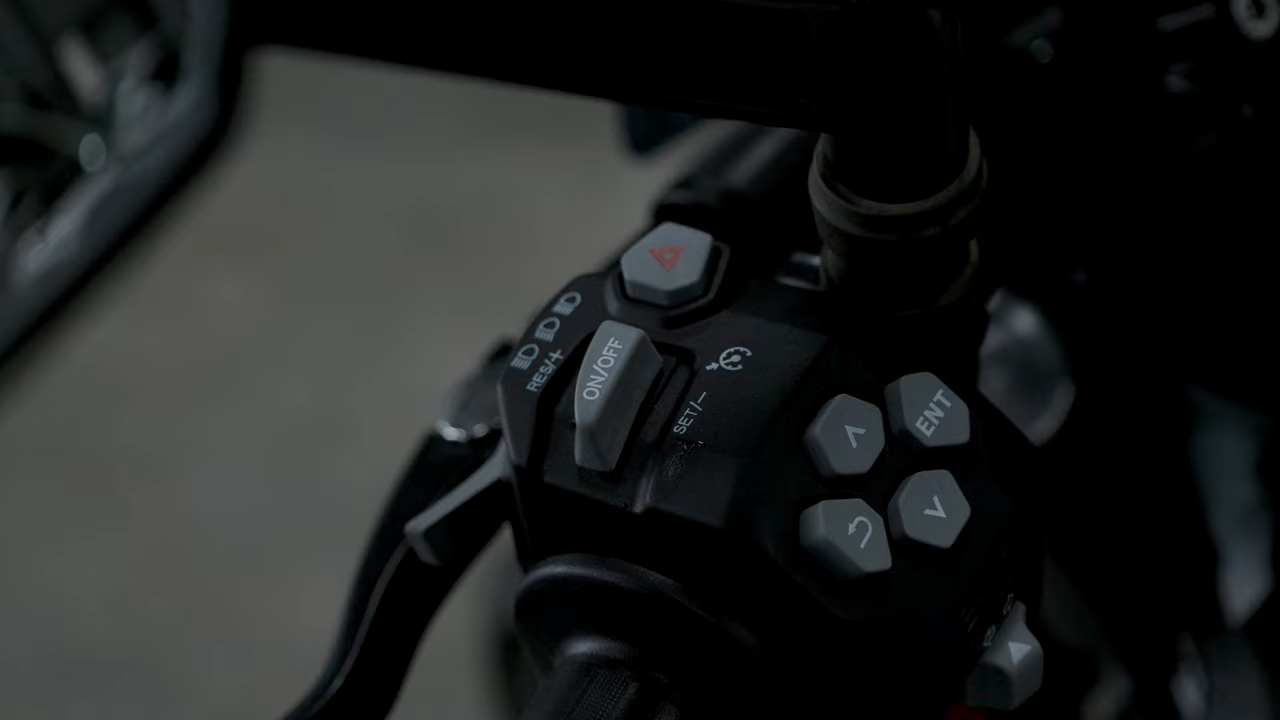 RES/+
ON/OFF
SET/–
ENT